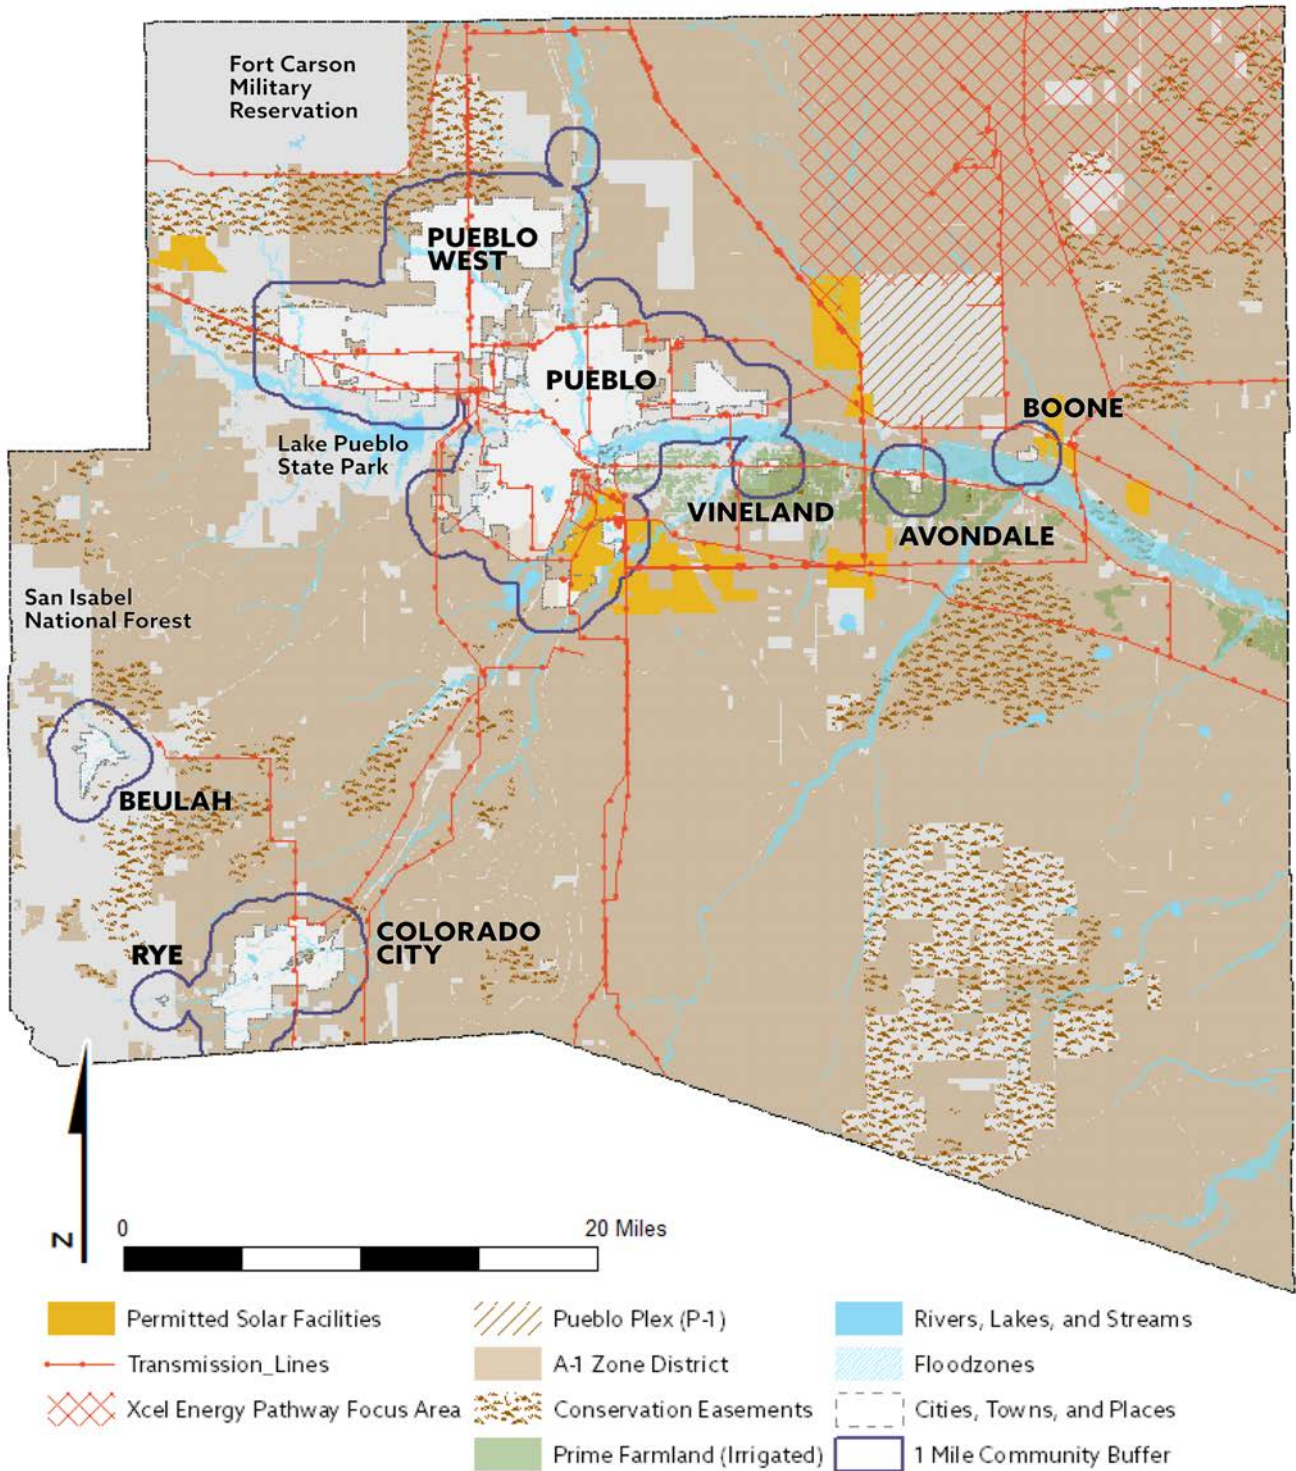 Fort Carson
Military
Reservation
PUEBLO
WEST
PUEBLO
BOONE
Lake Pueblo
State Park
VINELAND
AVONDALE
San Isabel
National Forest
BEULAH
COLORADO
CITY
RYE
N
0
20 Miles
Permitted Solar Facilities
Transmission_Lines
Xcel Energy Pathway Focus Area
Pueblo Plex (P-1)
A-1 Zone District
Conservation Easements
Prime Farmland (Irrigated)
Rivers, Lakes, and Streams
Floodzones
Cities, Towns, and Places
1 Mile Community Buffer